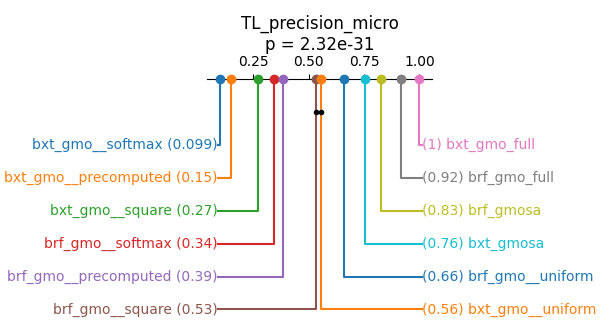 TL_precision_micro
p = 2.32e-31
0.25 0.50 0.75 1.00
bxt_gmo__softmax (0.099)
(1) bxt_gmo_full
bxt_gmo__precomputed (0.15)
(0.92) brf_gmo_full
bxt_gmo__square (0.27)
(0.83) brf_gmosa
brf_gmo__softmax (0.34)
(0.76) bxt_gmosa
brf_gmo__precomputed (0.39)
(0.66) brf_gmo__uniform
brf_gmo__square (0.53)
(0.56) bxt_gmo__uniform